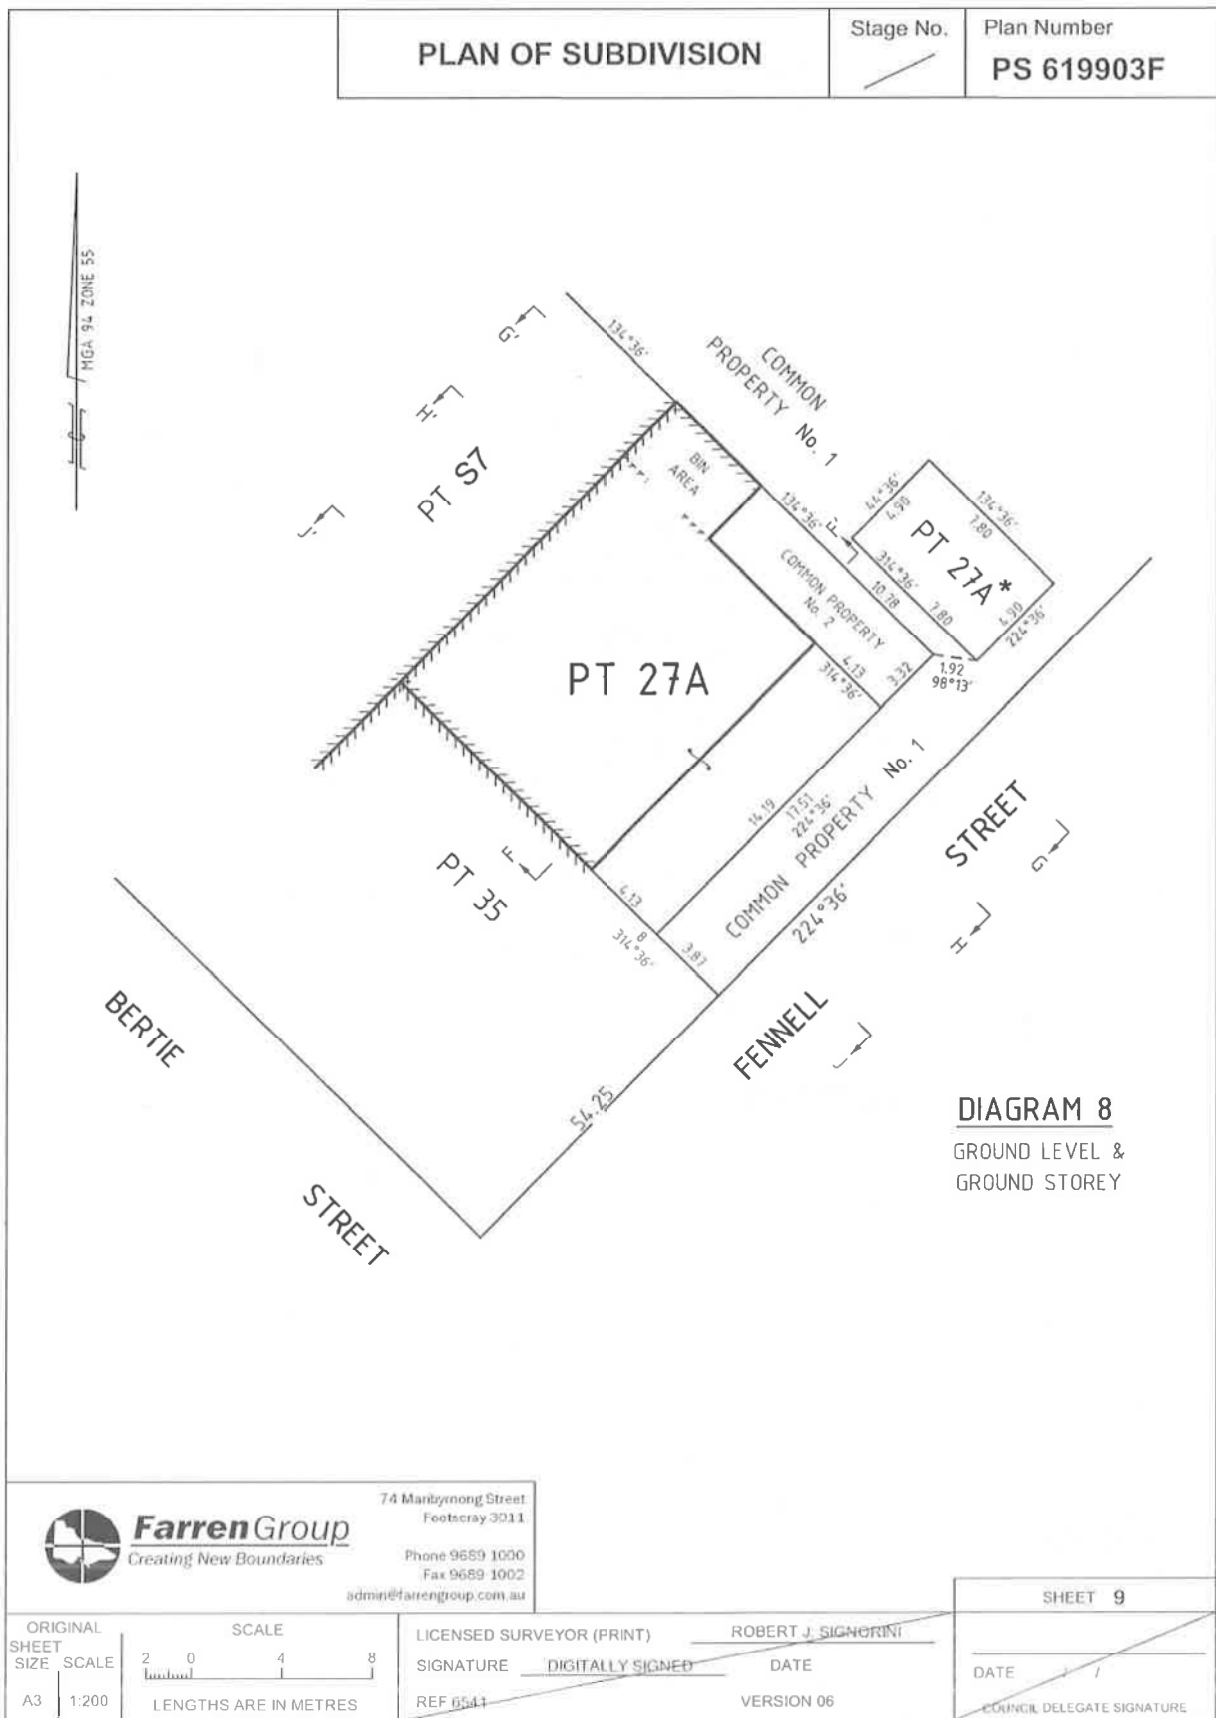 PLAN OF SUBDIVISION
Stage No.
Plan Number
PS 619903F
MGA 94 ZONE 55
134°36'
COMMON
PROPERTY No. 1
G'
H'
J'
PT S7
BIN
AREA
134°36'
F'
10.78
44°36'
4.90
134°36'
7.80
PT 27A*
314°36'
7.80
4.90
224°36'
COMMON PROPERTY
No. 2
4.13
314°36'
3.32
1.92
98°13'
PT 27A
14.19
17.51
224°36'
COMMON PROPERTY No. 1
224°36'
STREET
G
H
J
F
PT 35
4.13
8
314°36'
3.87
FENNELL
54.25
BERTIE
STREET
DIAGRAM 8
GROUND LEVEL &
GROUND STOREY
FarrenGroup
Creating New Boundaries
74 Maribyrnong Street
Footscray 3011
Phone 9689 1000
Fax 9689 1002
admin@farrengroup.com.au
SHEET 9
ORIGINAL
SHEET
SIZE SCALE
A3 1:200
SCALE
2 0 4 8
LENGTHS ARE IN METRES
LICENSED SURVEYOR (PRINT) ROBERT J. SIGNORINI
SIGNATURE DIGITALLY SIGNED DATE
REF 6541 VERSION 06
DATE / /
COUNCIL DELEGATE SIGNATURE